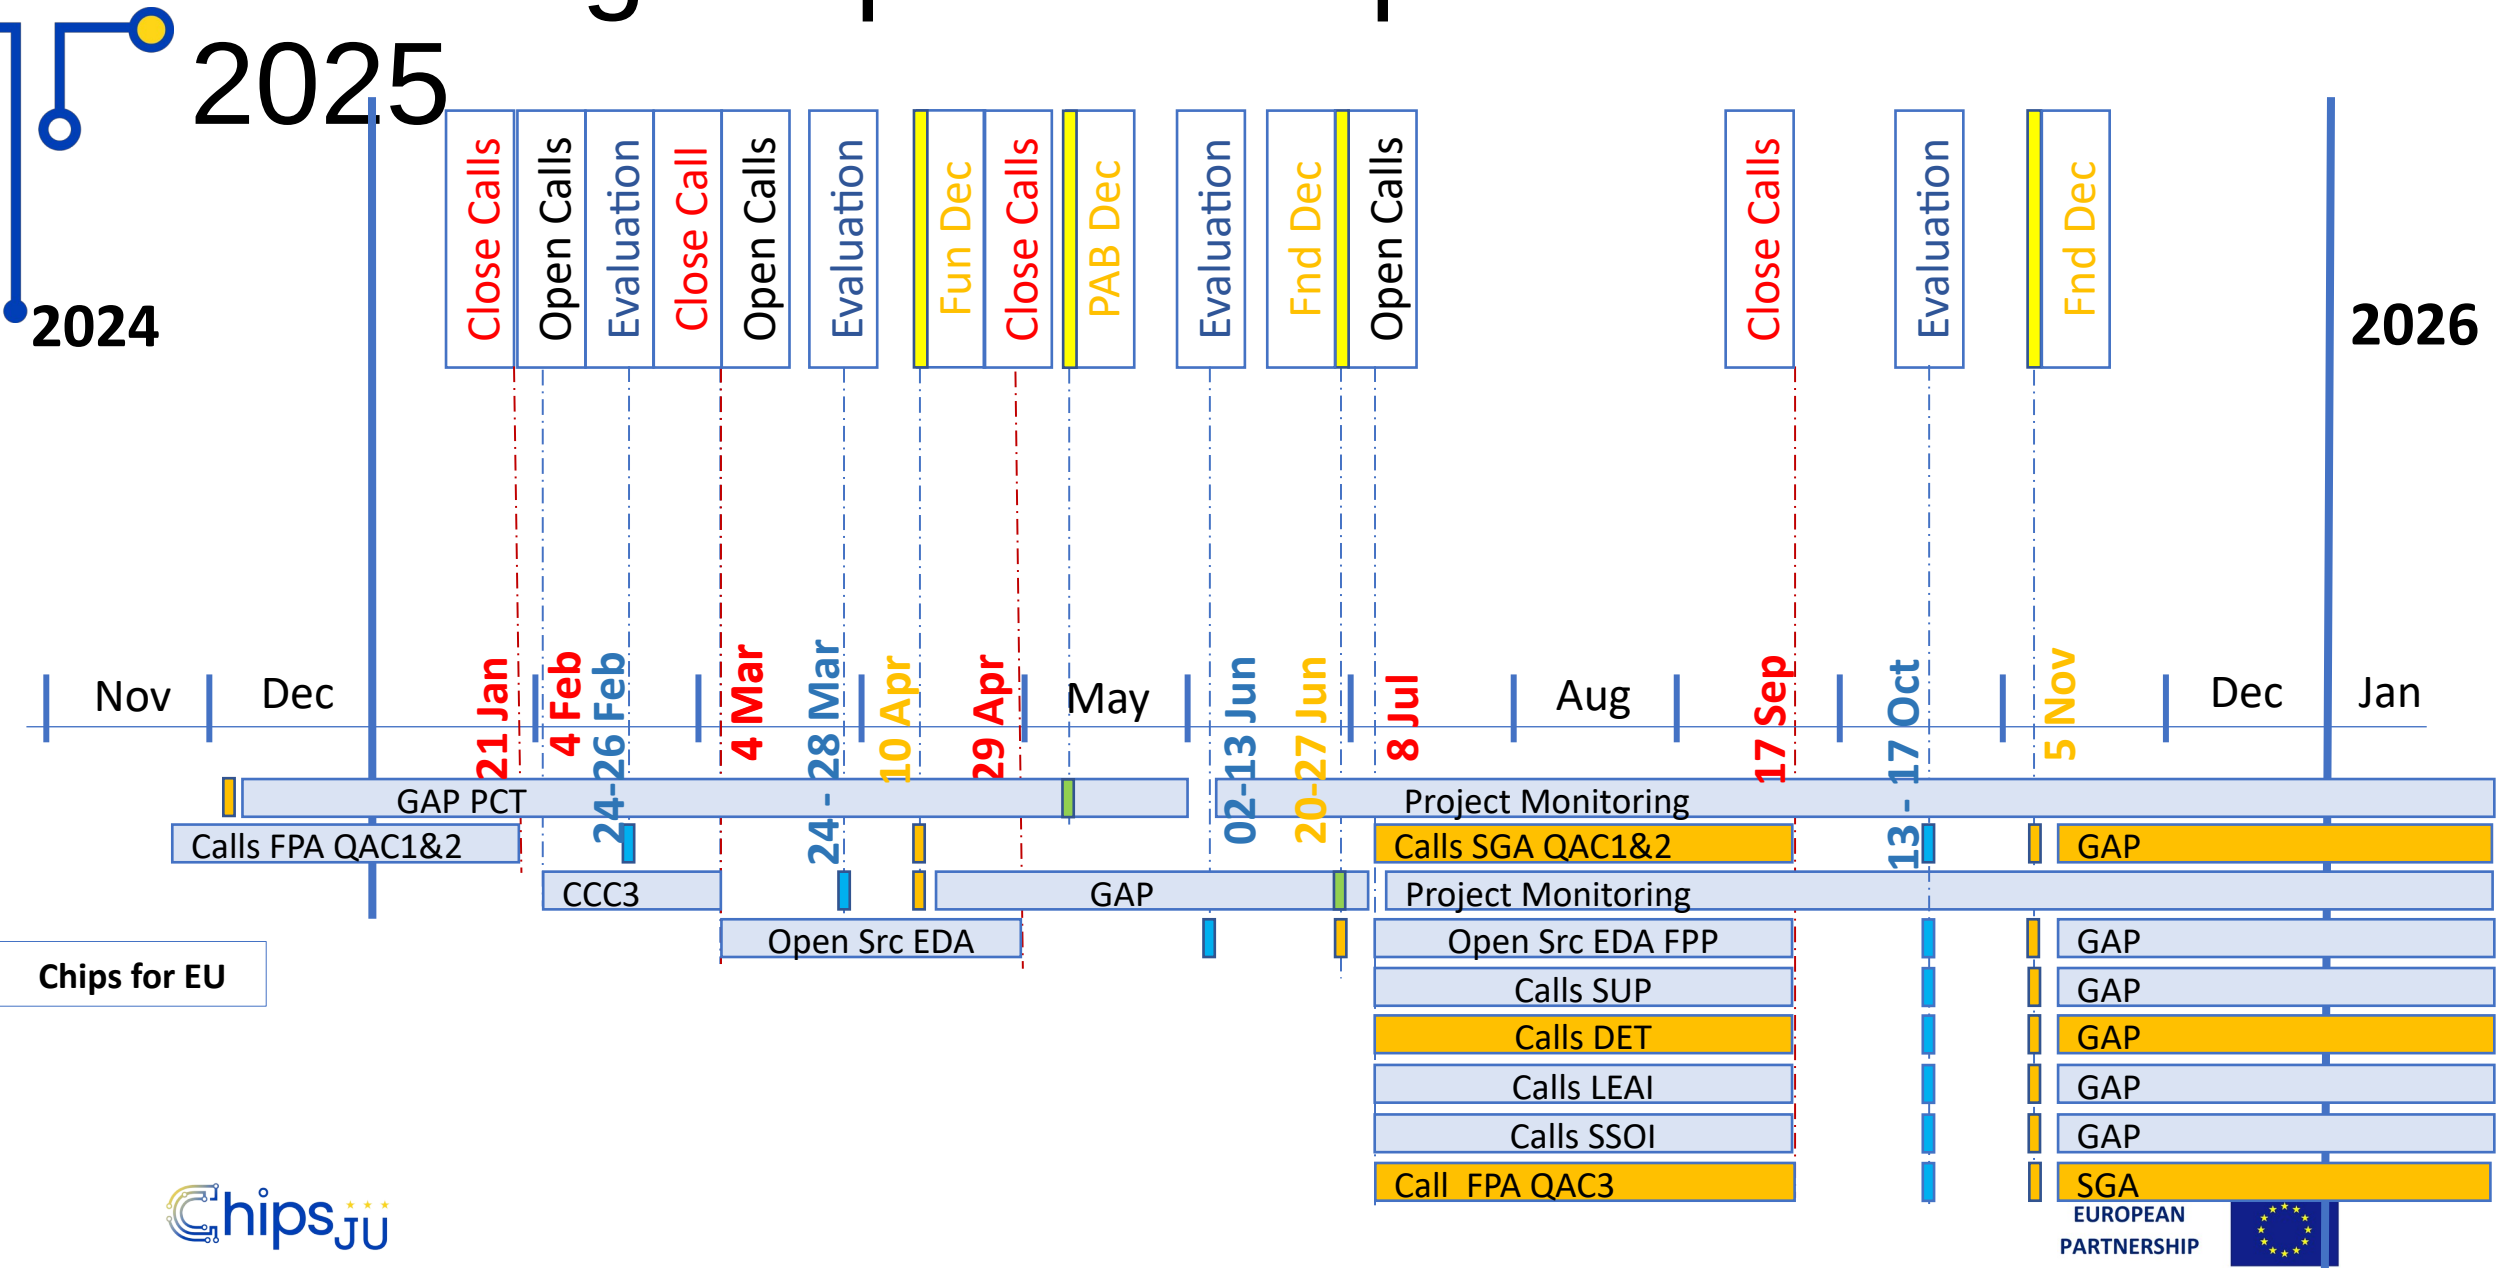 2025
Close Calls
Open Calls
Evaluation
Close Call
Open Calls
Evaluation
Fun Dec
Close Calls
PAB Dec
Evaluation
Fnd Dec
Open Calls
Close Calls
Evaluation
Fnd Dec
2024
2026
Nov
Dec
21 Jan
4 Feb
24-26 Feb
4 Mar
24 - 28 Mar
10 Apr
29 Apr
May
02-13 Jun
20-27 Jun
8 Jul
Aug
17 Sep
13 - 17 Oct
5 Nov
Dec
Jan
GAP PCT
Project Monitoring
Calls FPA QAC1&2
Calls SGA QAC1&2
GAP
CCC3
GAP
Project Monitoring
Open Src EDA
Open Src EDA FPP
GAP
Chips for EU
Calls SUP
GAP
Calls DET
GAP
Calls LEAI
GAP
Calls SSOI
GAP
Call FPA QAC3
SGA
Chips JU
EUROPEAN
PARTNERSHIP